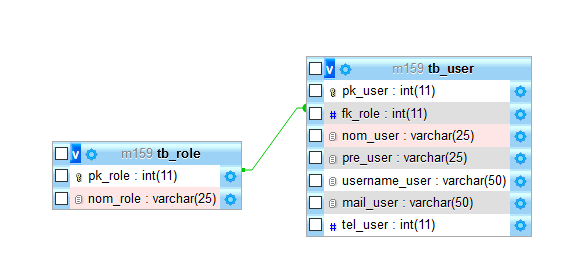 v m159 tb_role
pk_role : int(11)
nom_role : varchar(25)
v m159 tb_user
pk_user : int(11)
# fk_role : int(11)
nom_user : varchar(25)
pre_user : varchar(25)
username_user : varchar(50)
mail_user : varchar(50)
# tel_user : int(11)